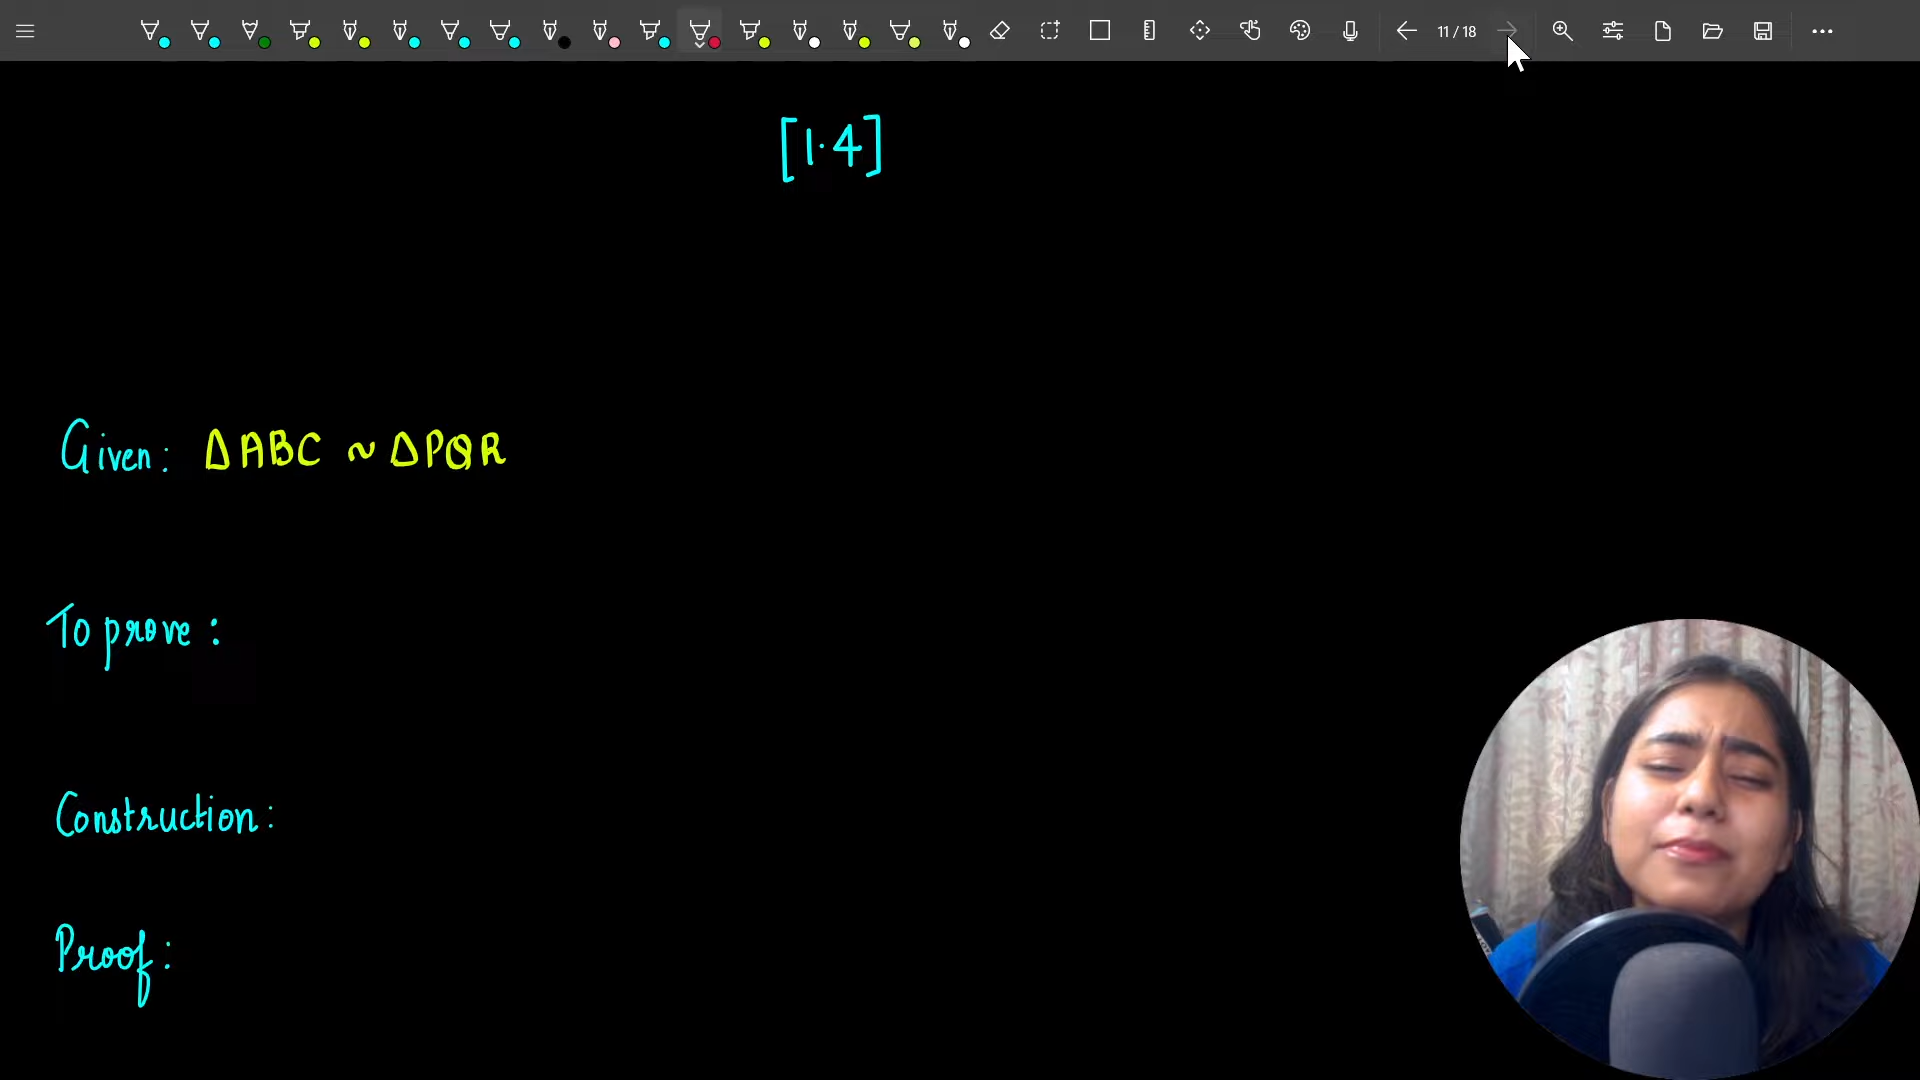 11 / 18
[1.4]
Given: ΔABC ~ ΔPQR
To prove :
Construction:
Proof: